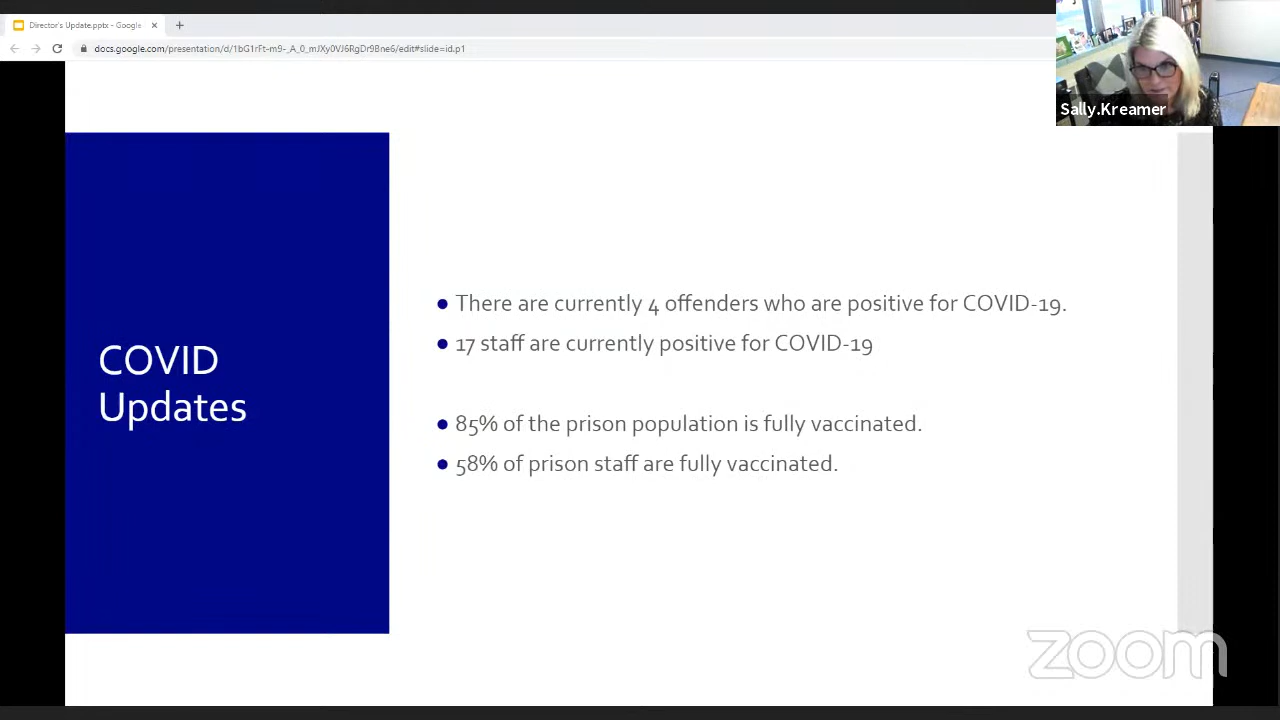 Director's Update.pptx - Google
docs.google.com/presentation/d/1bG1rFt-m9-_A_0_mJXy0VJ6RgDr9Bne6/edit#slide=id.p1
Sally.Kreamer
COVID
Updates
● There are currently 4 offenders who are positive for COVID-19.
● 17 staff are currently positive for COVID-19
● 85% of the prison population is fully vaccinated.
● 58% of prison staff are fully vaccinated.
zoom